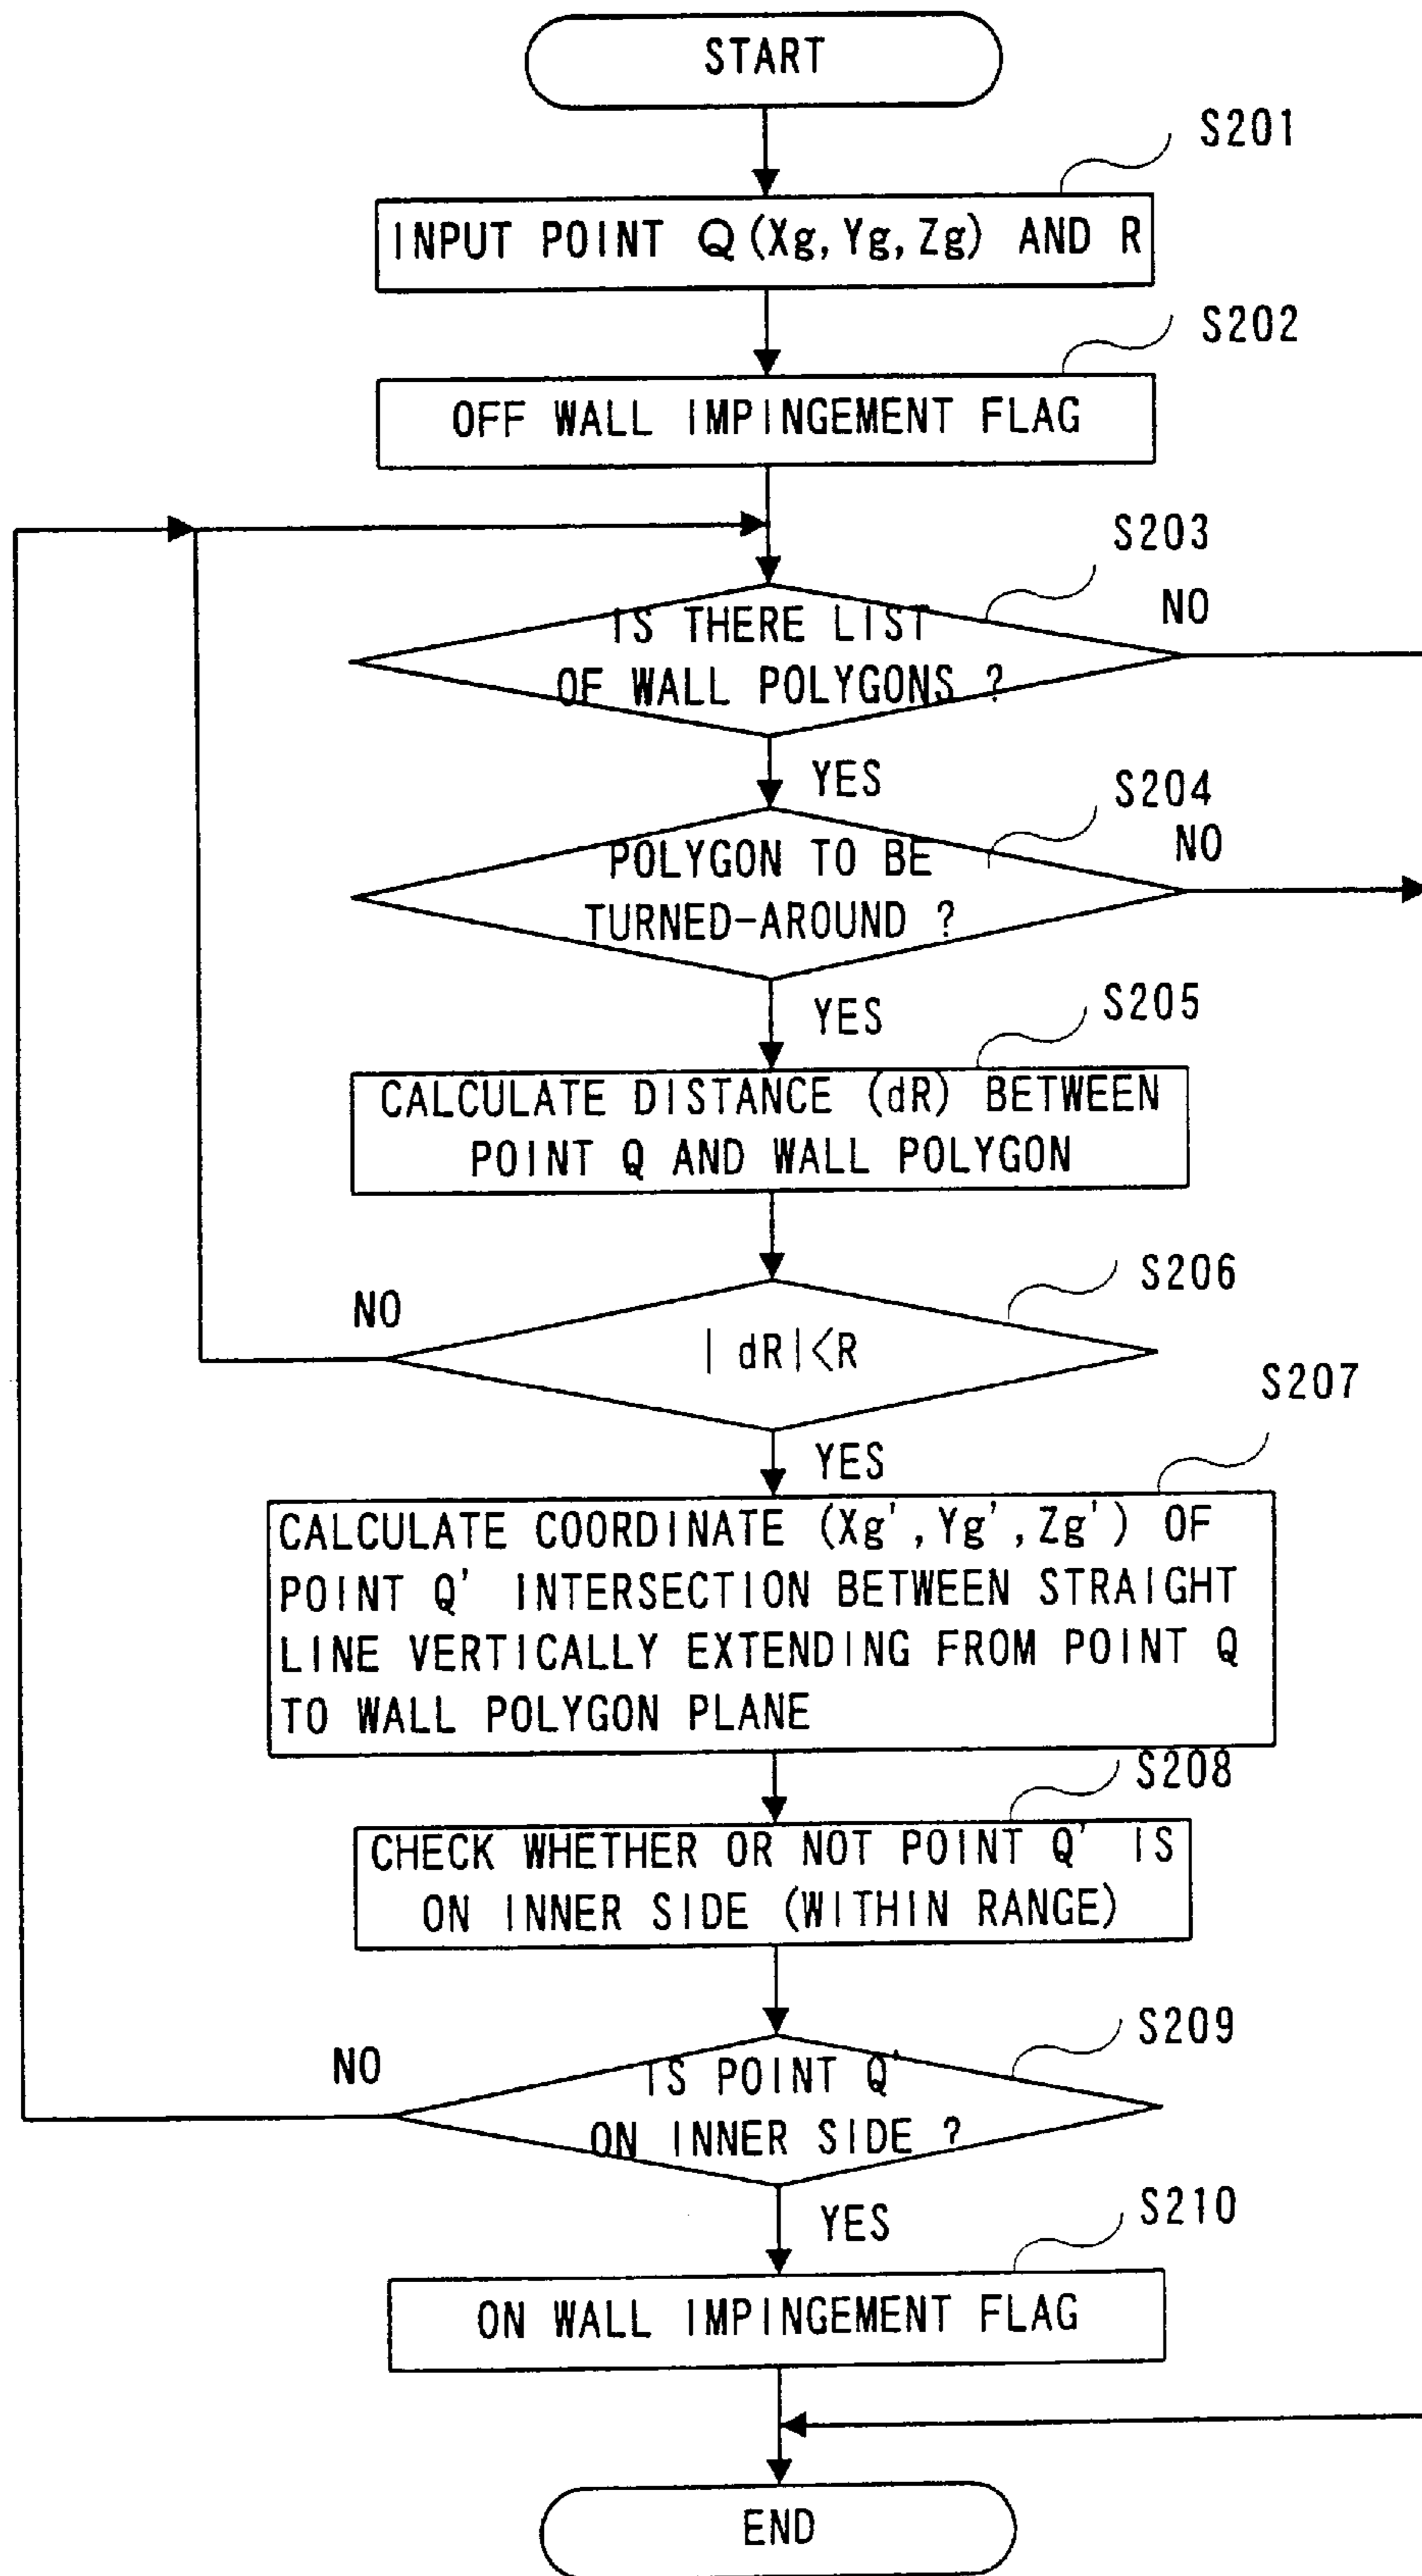 START
S201
INPUT POINT Q(Xg,Yg,Zg) AND R
S202
OFF WALL IMPINGEMENT FLAG
S203
IS THERE LIST
OF WALL POLYGONS ?
NO
YES
S204
POLYGON TO BE
TURNED-AROUND ?
NO
YES
S205
CALCULATE DISTANCE (dR) BETWEEN
POINT Q AND WALL POLYGON
S206
|dR|<R
NO
YES
S207
CALCULATE COORDINATE (Xg',Yg',Zg') OF
POINT Q' INTERSECTION BETWEEN STRAIGHT
LINE VERTICALLY EXTENDING FROM POINT Q
TO WALL POLYGON PLANE
S208
CHECK WHETHER OR NOT POINT Q' IS
ON INNER SIDE (WITHIN RANGE)
S209
IS POINT Q'
ON INNER SIDE ?
NO
YES
S210
ON WALL IMPINGEMENT FLAG
END